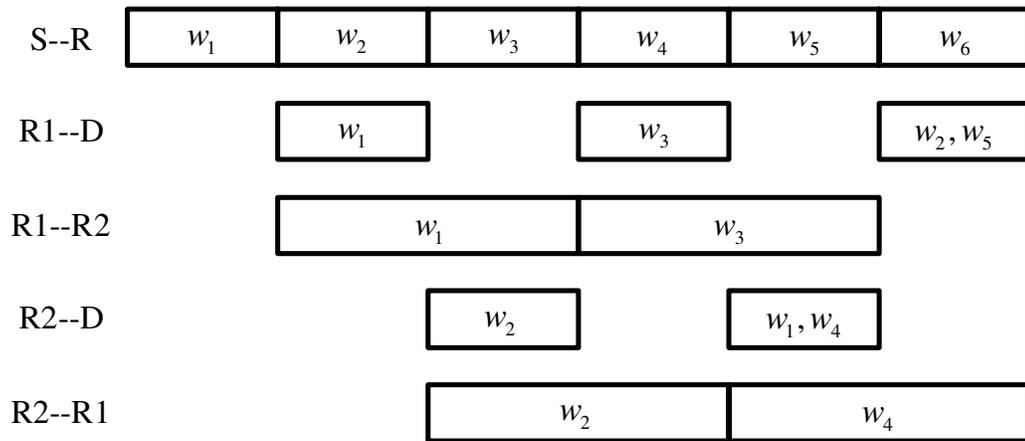 S--R w₁ w₂ w₃ w₄ w₅ w₆
R1--D w₁ w₃ w₂, w₅
R1--R2 w₁ w₃
R2--D w₂ w₁, w₄
R2--R1 w₂ w₄